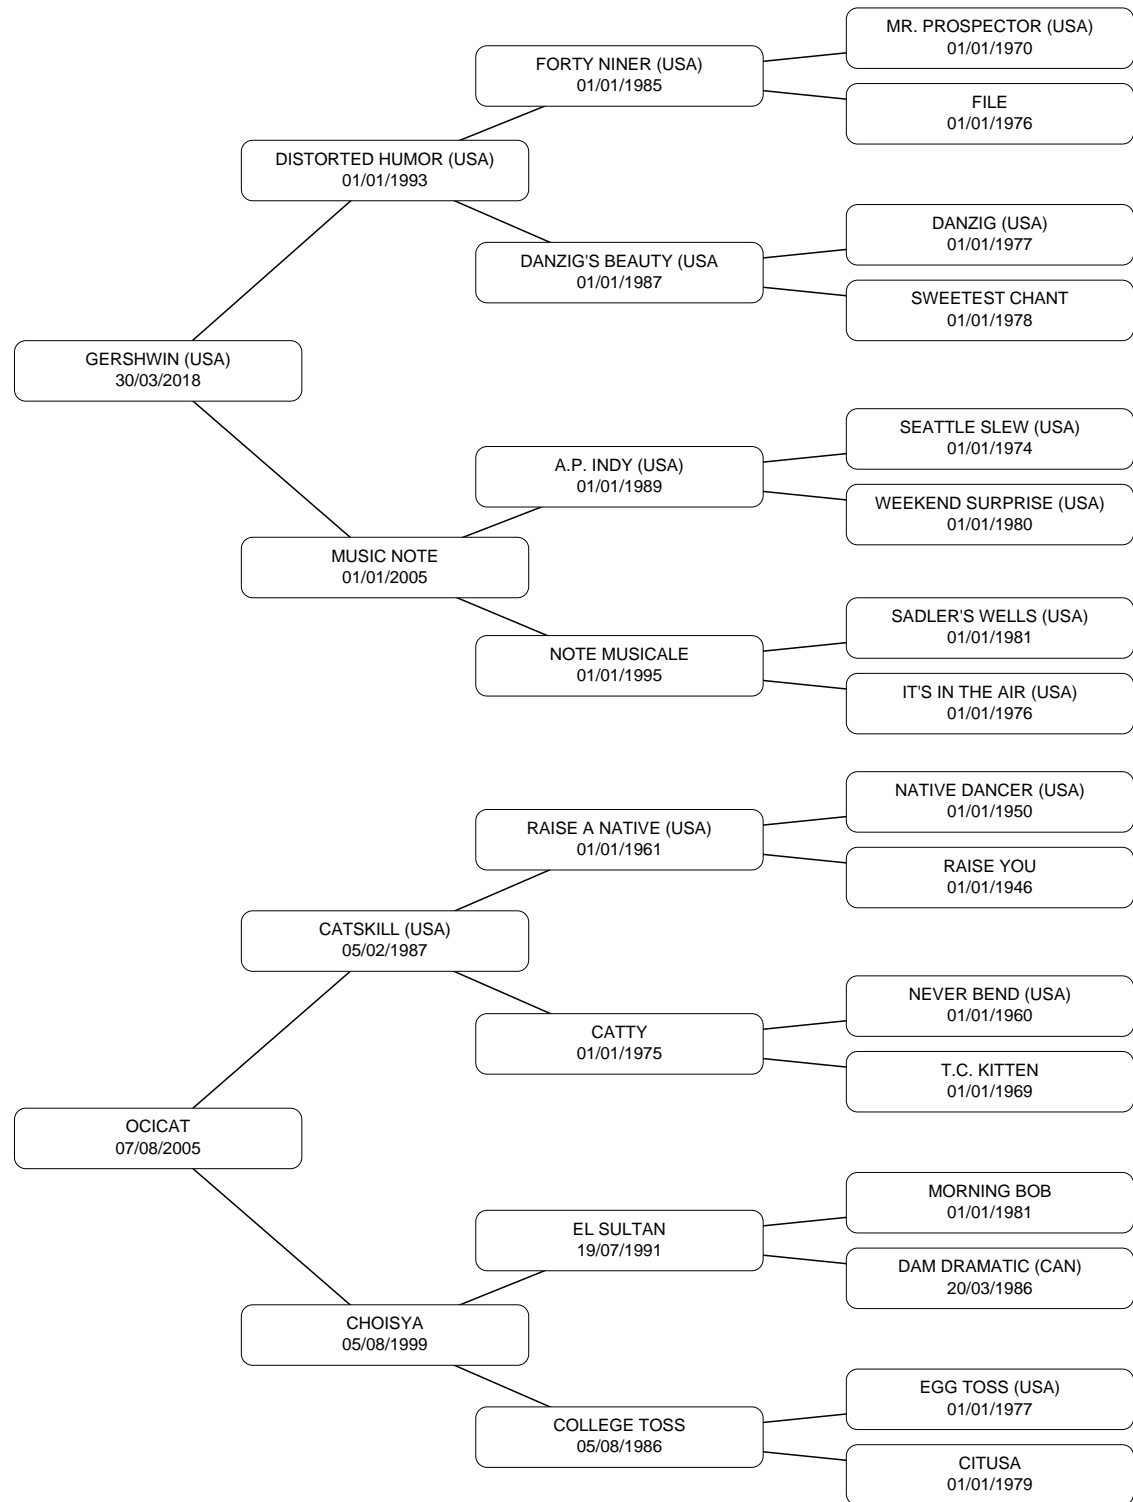 MR. PROSPECTOR (USA)
01/01/1970
FORTY NINER (USA)
01/01/1985
FILE
01/01/1976
DISTORTED HUMOR (USA)
01/01/1993
DANZIG (USA)
01/01/1977
DANZIG'S BEAUTY (USA
01/01/1987
SWEETEST CHANT
01/01/1978
GERSHWIN (USA)
30/03/2018
SEATTLE SLEW (USA)
01/01/1974
A.P. INDY (USA)
01/01/1989
WEEKEND SURPRISE (USA)
01/01/1980
MUSIC NOTE
01/01/2005
SADLER'S WELLS (USA)
01/01/1981
NOTE MUSICALE
01/01/1995
IT'S IN THE AIR (USA)
01/01/1976
NATIVE DANCER (USA)
01/01/1950
RAISE A NATIVE (USA)
01/01/1961
RAISE YOU
01/01/1946
CATSKILL (USA)
05/02/1987
NEVER BEND (USA)
01/01/1960
CATTY
01/01/1975
T.C. KITTEN
01/01/1969
OCICAT
07/08/2005
MORNING BOB
01/01/1981
EL SULTAN
19/07/1991
DAM DRAMATIC (CAN)
20/03/1986
CHOISYA
05/08/1999
EGG TOSS (USA)
01/01/1977
COLLEGE TOSS
05/08/1986
CITUSA
01/01/1979